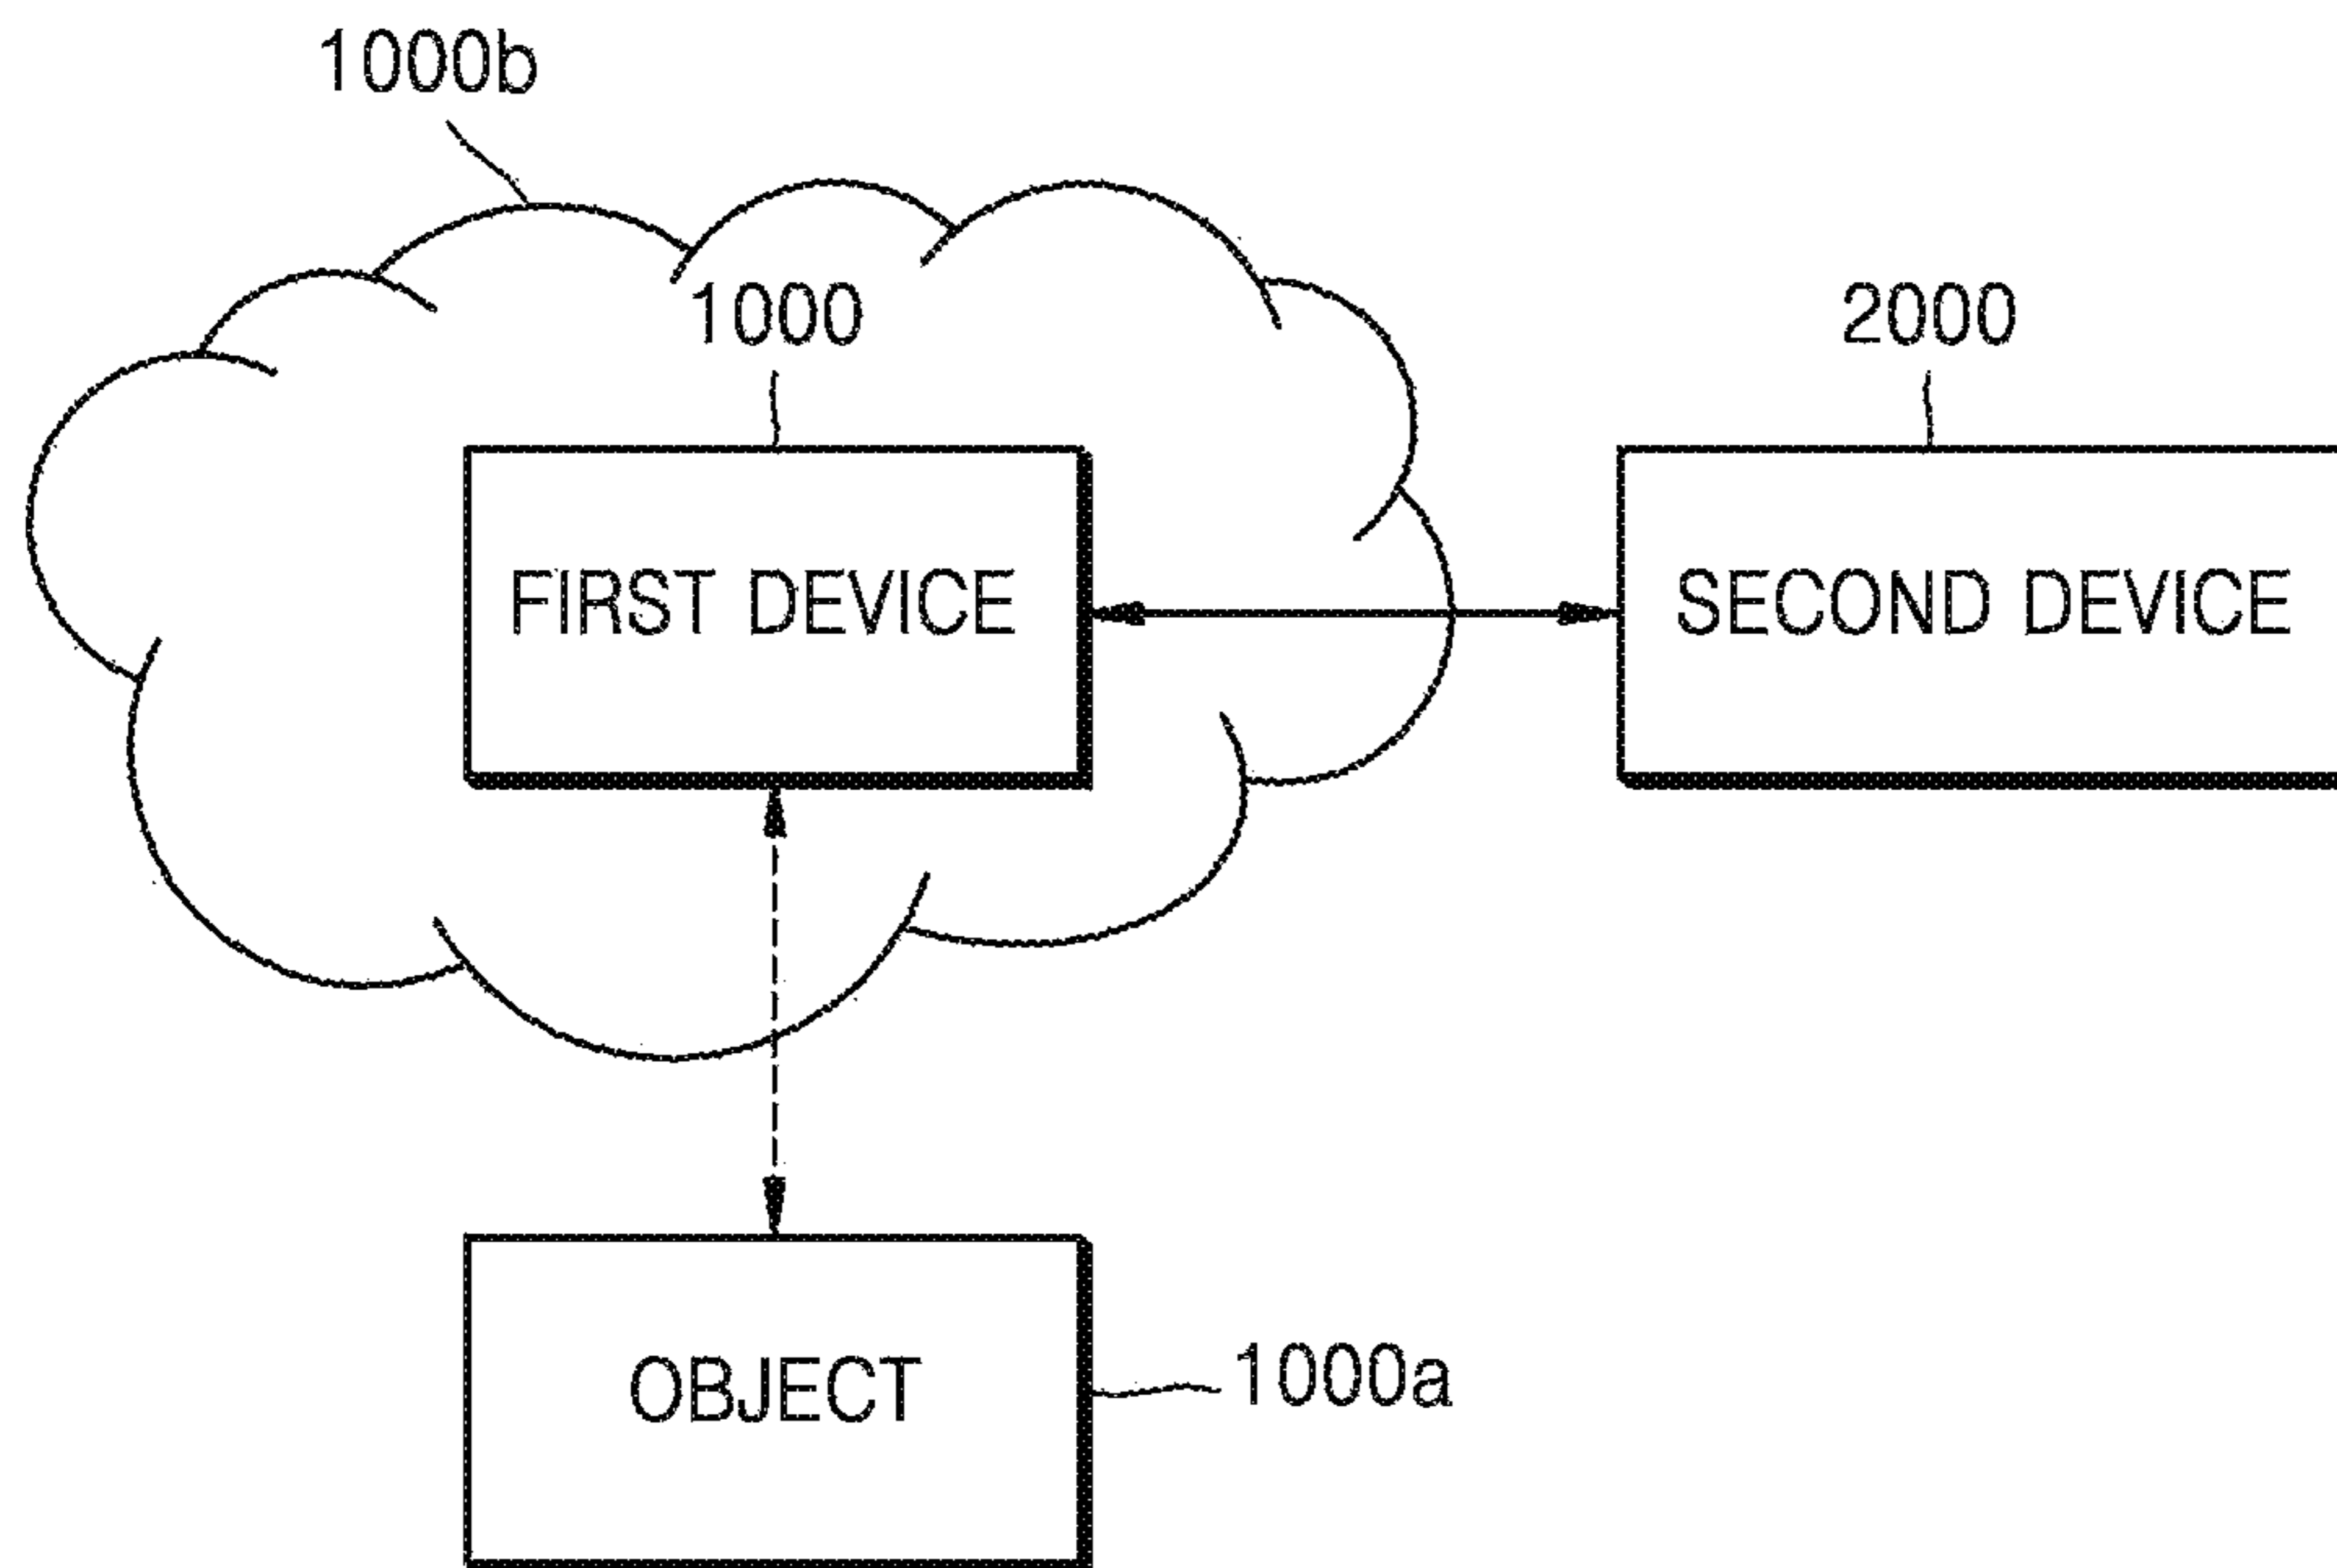 1000b
1000
2000
FIRST DEVICE
SECOND DEVICE
OBJECT
1000a